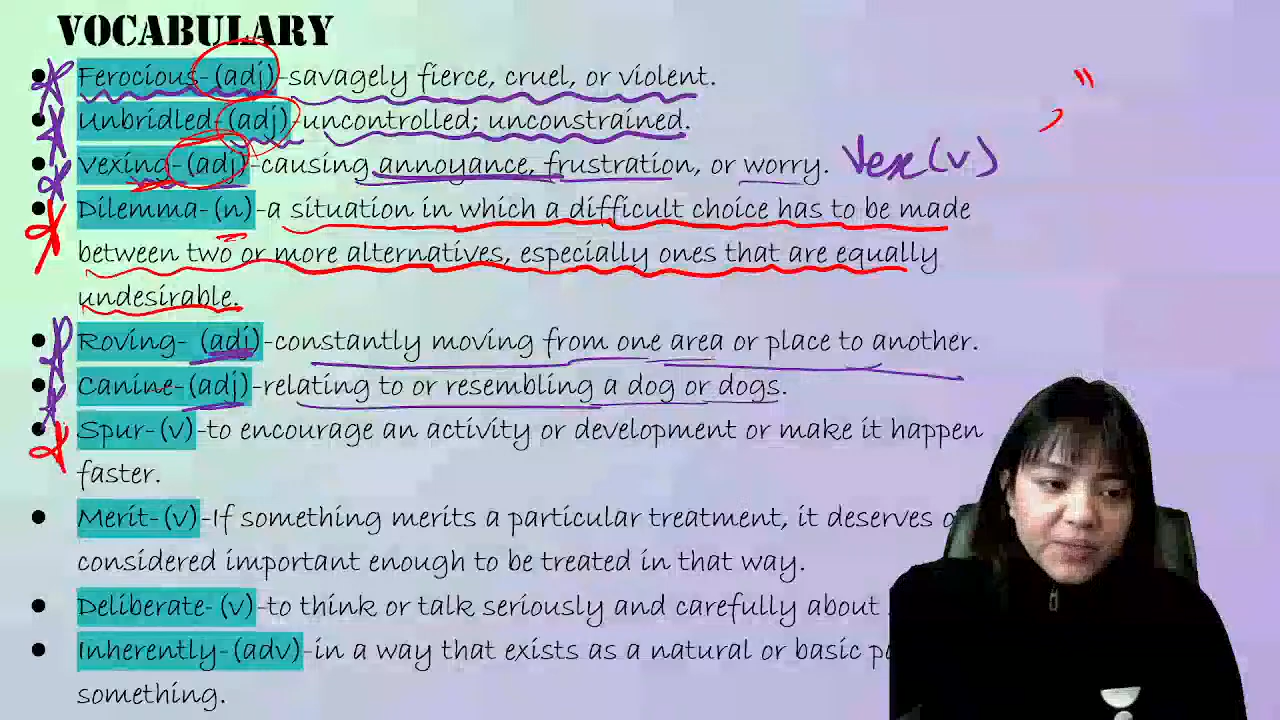 VOCABULARY
• Ferocious-(adj)-savagely fierce, cruel, or violent.
• Unbridled-(adj)-uncontrolled; unconstrained.
• Vexing-(adj)-causing annoyance, frustration, or worry. Vex(v)
• Dilemma-(n)-a situation in which a difficult choice has to be made
between two or more alternatives, especially ones that are equally
undesirable.
• Roving- (adj)-constantly moving from one area or place to another.
• Canine-(adj)-relating to or resembling a dog or dogs.
• Spur-(v)-to encourage an activity or development or make it happen
faster.
• Merit-(v)-If something merits a particular treatment, it deserves
considered important enough to be treated in that way.
• Deliberate-(v)-to think or talk seriously and carefully about
• Inherently-(adv)-in a way that exists as a natural or basic
something.